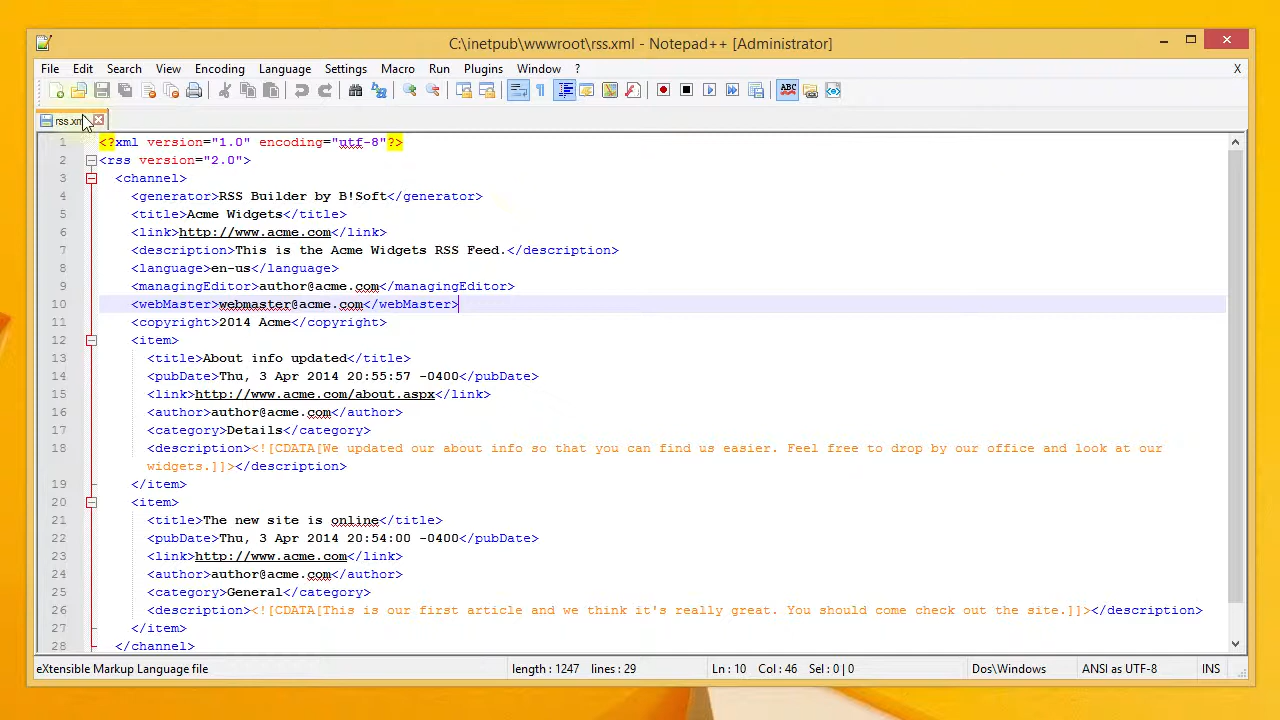 C:\inetpub\wwwroot\rss.xml - Notepad++ [Administrator]
File Edit Search View Encoding Language Settings Macro Run Plugins Window ? X
ABC
rss.xml
1 <?xml version="1.0" encoding="utf-8"?>
2 <rss version="2.0">
3 <channel>
4 <generator>RSS Builder by B!Soft</generator>
5 <title>Acme Widgets</title>
6 <link>http://www.acme.com</link>
7 <description>This is the Acme Widgets RSS Feed.</description>
8 <language>en-us</language>
9 <managingEditor>author@acme.com</managingEditor>
10 <webMaster>webmaster@acme.com</webMaster>
11 <copyright>2014 Acme</copyright>
12 <item>
13 <title>About info updated</title>
14 <pubDate>Thu, 3 Apr 2014 20:55:57 -0400</pubDate>
15 <link>http://www.acme.com/about.aspx</link>
16 <author>author@acme.com</author>
17 <category>Details</category>
18 <description><![CDATA[We updated our about info so that you can find us easier. Feel free to drop by our office and look at our
widgets.]]></description>
19 </item>
20 <item>
21 <title>The new site is online</title>
22 <pubDate>Thu, 3 Apr 2014 20:54:00 -0400</pubDate>
23 <link>http://www.acme.com</link>
24 <author>author@acme.com</author>
25 <category>General</category>
26 <description><![CDATA[This is our first article and we think it's really great. You should come check out the site.]]></description>
27 </item>
28 </channel>
eXtensible Markup Language file length : 1247 lines : 29 Ln : 10 Col : 46 Sel : 0 | 0 Dos\Windows ANSI as UTF-8 INS